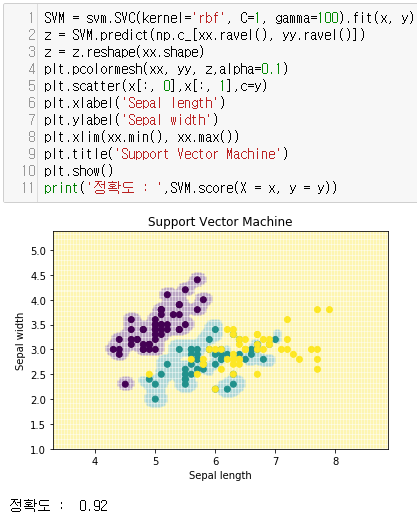 1 SVM = svm.SVC(kernel='rbf', C=1, gamma=100).fit(x, y)
2 z = SVM.predict(np.c_[xx.ravel(), yy.ravel()])
3 z = z.reshape(xx.shape)
4 plt.pcolormesh(xx, yy, z,alpha=0.1)
5 plt.scatter(x[:, 0],x[:, 1],c=y)
6 plt.xlabel('Sepal length')
7 plt.ylabel('Sepal width')
8 plt.xlim(xx.min(), xx.max())
9 plt.title('Support Vector Machine')
10 plt.show()
11 print('정확도 : ',SVM.score(X = x, y = y))
Support Vector Machine
5.0
4.5
4.0
3.5
3.0
2.5
2.0
1.5
1.0
Sepal width
4 5 6 7 8
Sepal length
정확도 :  0.92